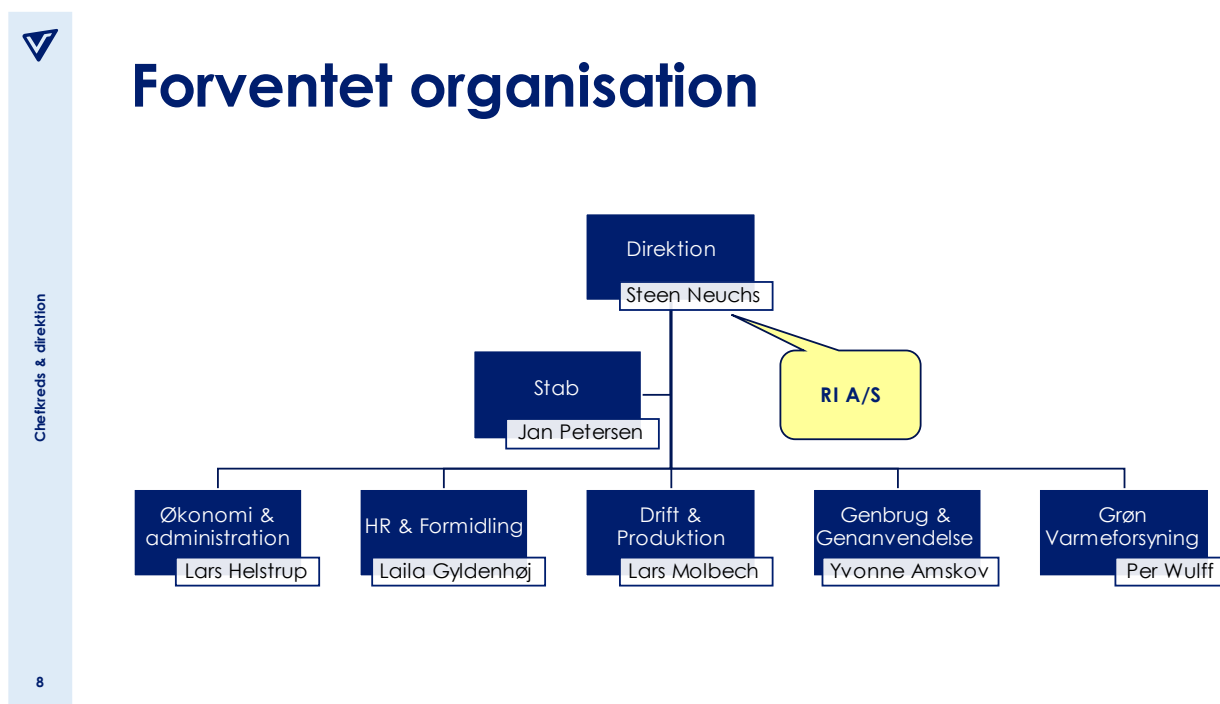 Forventet organisation
Direktion
Steen Neuchs
Stab
Jan Petersen
RI A/S
Økonomi &
administration
Lars Helstrup
HR & Formidling
Laila Gyldenhøj
Drift &
Produktion
Lars Molbech
Genbrug &
Genanvendelse
Yvonne Amskov
Grøn
Varmeforsyning
Per Wulff
Chefkreds & direktion
8